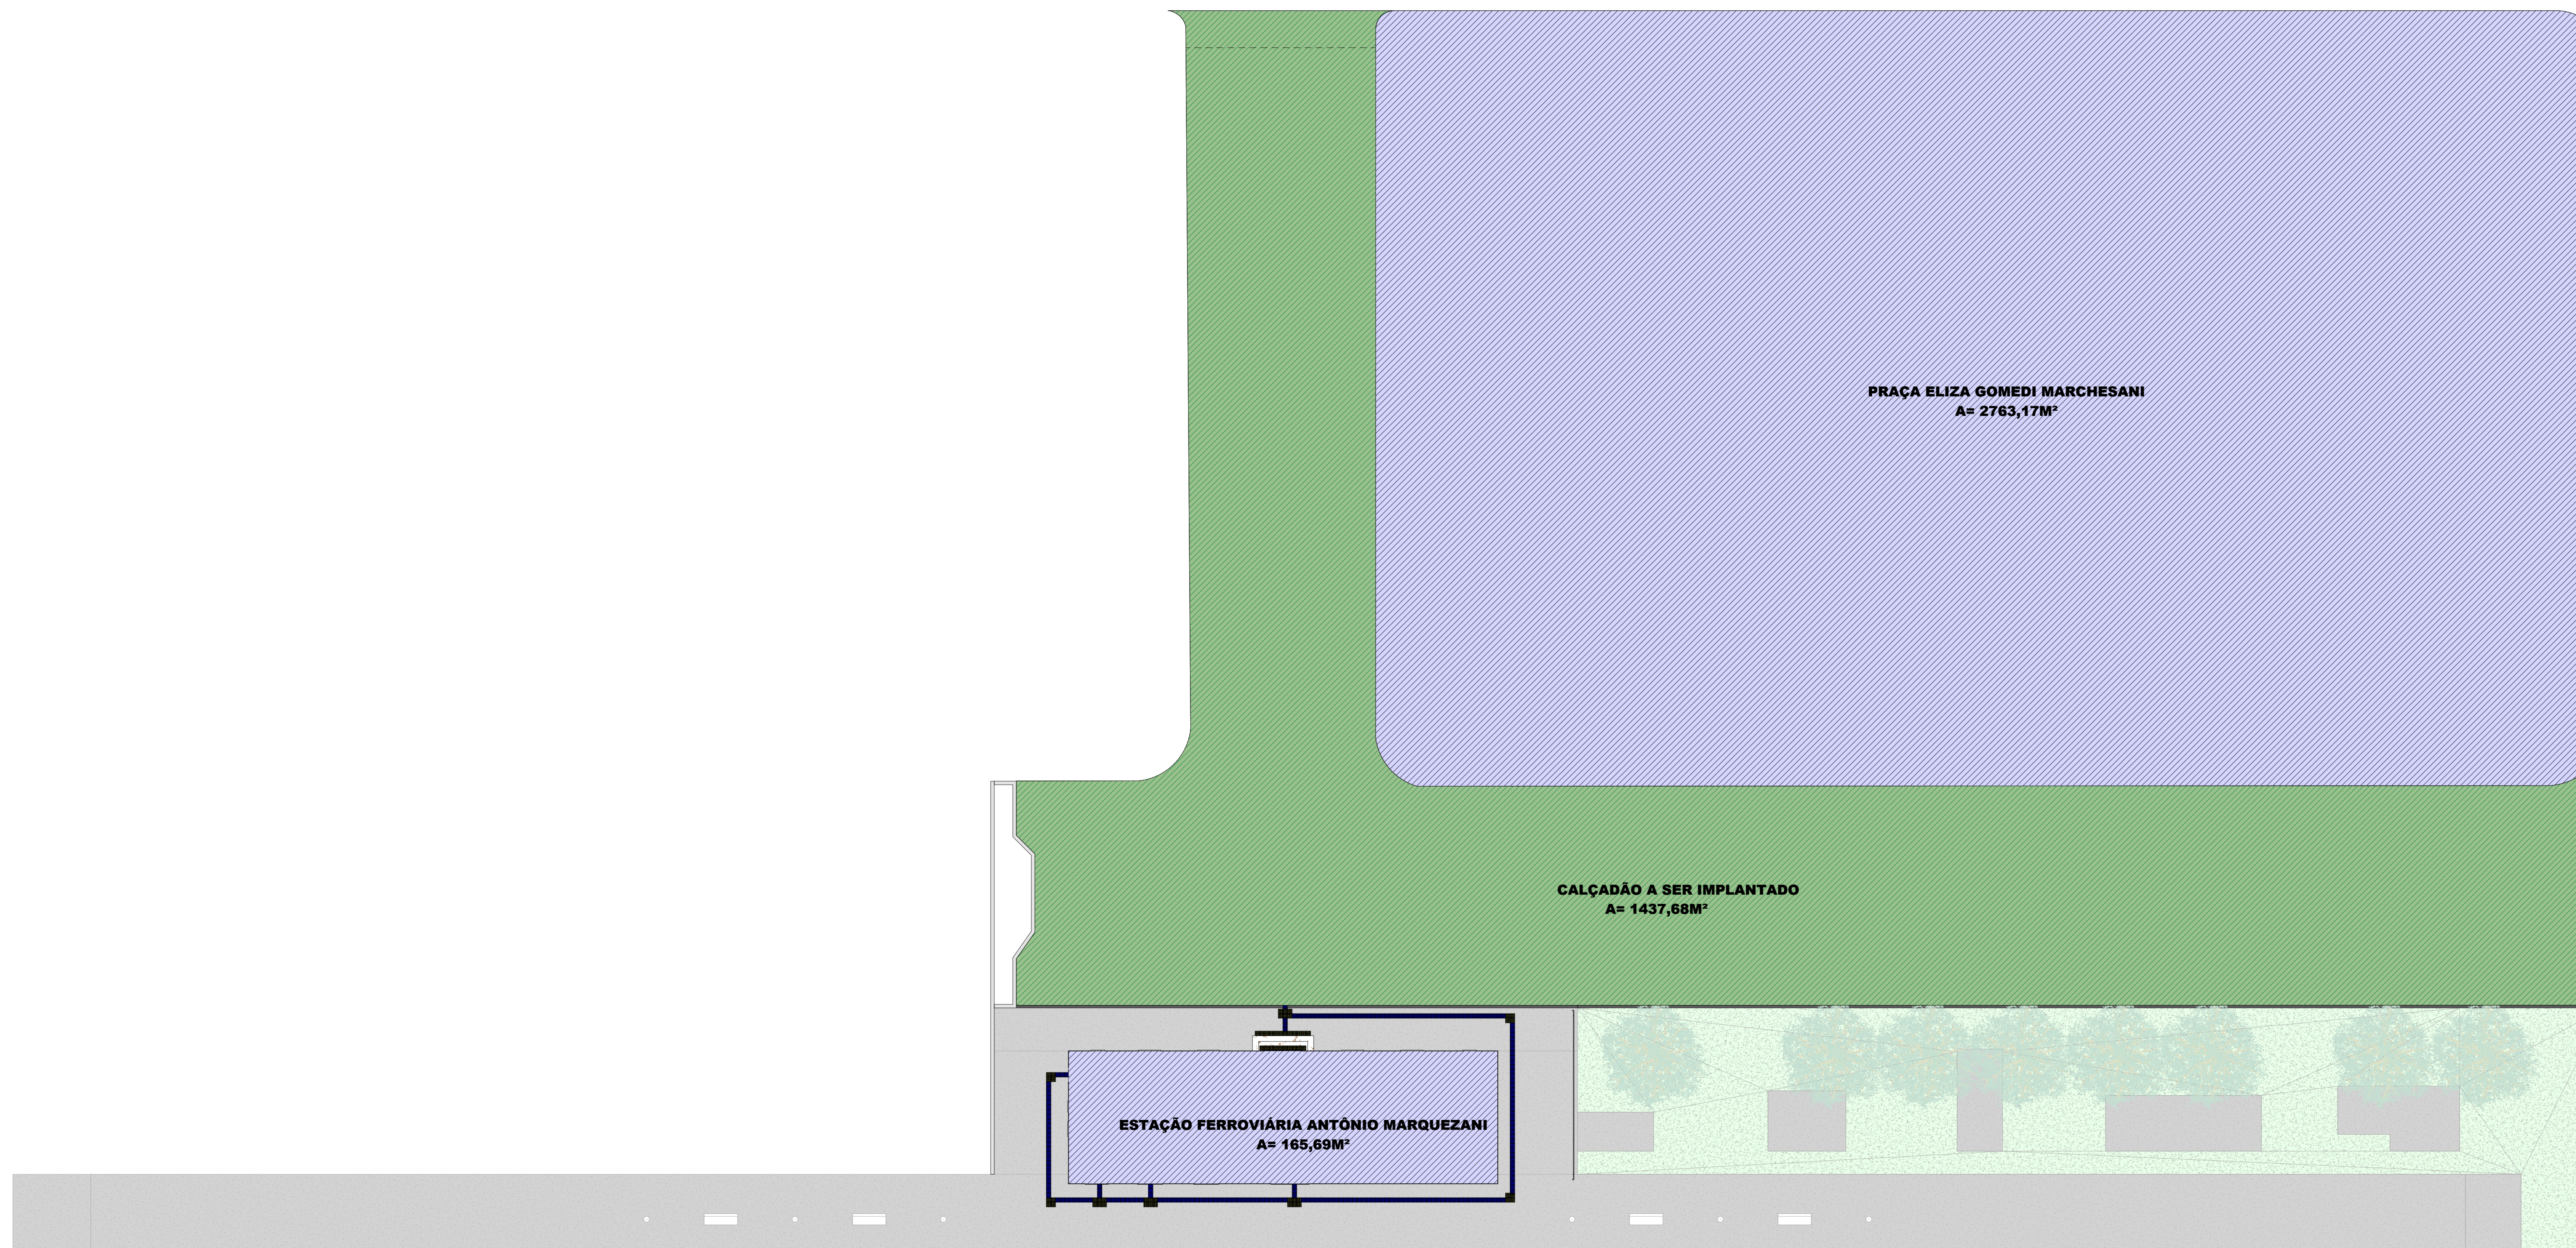 PRAÇA ELIZA GOMEDI MARCHESANI
A= 2763,17M²
CALÇADÃO A SER IMPLANTADO
A= 1437,68M²
ESTAÇÃO FERROVIÁRIA ANTÔNIO MARQUEZANI
A= 165,69M²